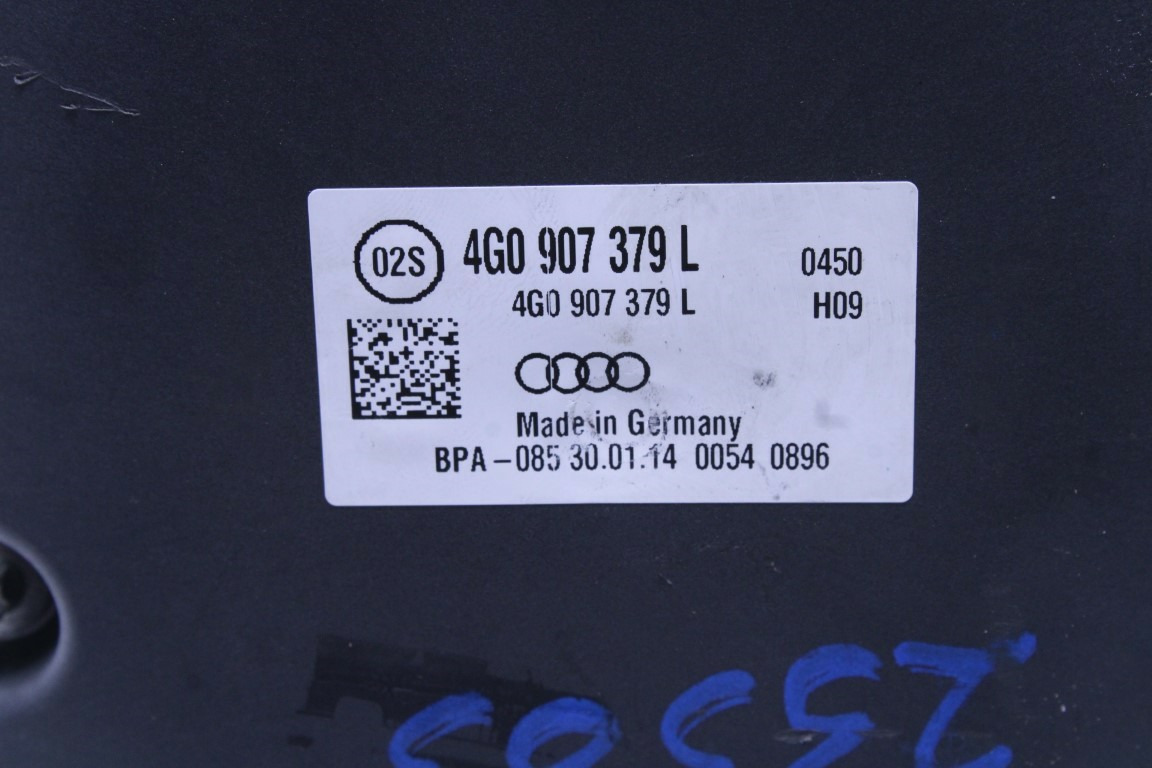 02S 4G0 907 379 L 0450
4G0 907 379 L H09
Made in Germany
BPA-085 30.01.14 0054 0896